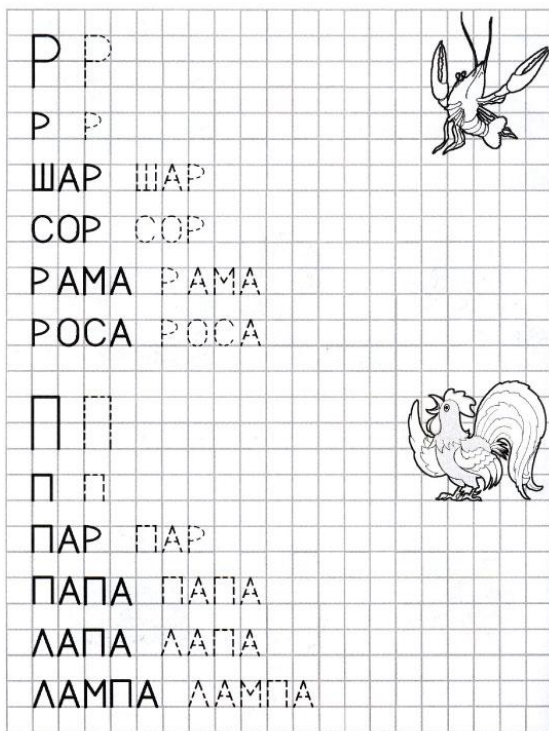 Р Р
Р Р
ШАР ШАР
СОР СОР
РАМА РАМА
РОСА РОСА
П П
П П
ПАР ПАР
ПАПА ПАПА
ЛАПА ЛАПА
ЛАМПА ЛАМПА